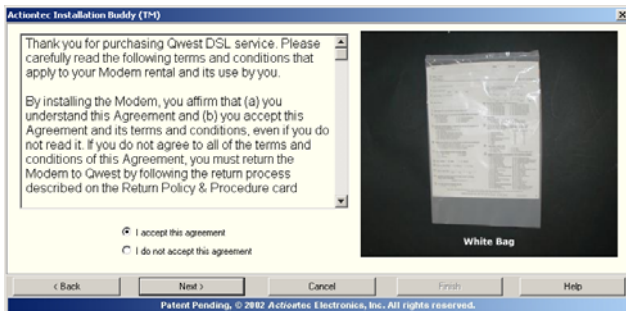 Actiontec Installation Buddy (TM)
Thank you for purchasing Qwest DSL service. Please
carefully read the following terms and conditions that
apply to your Modem rental and its use by you.
By installing the Modem, you affirm that (a) you
understand this Agreement and (b) you accept this
Agreement and its terms and conditions, even if you do
not read it. If you do not agree to all of the terms and
conditions of this Agreement, you must return the
Modem to Qwest by following the return process
described on the Return Policy & Procedure card
I accept this agreement
I do not accept this agreement
White Bag
< Back Next > Cancel Finish Help
Patent Pending, © 2002 Actiontec Electronics, Inc. All rights reserved.